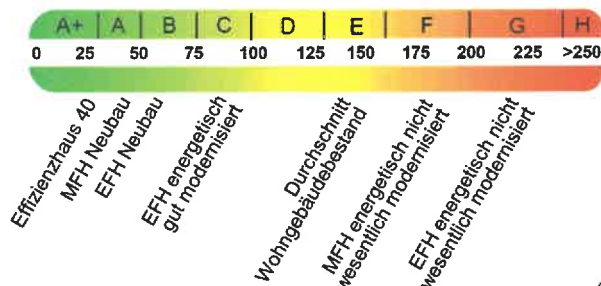 A+ A B C D E F G H
0 25 50 75 100 125 150 175 200 225 >250
Effizienzhaus 40
MFH Neubau
EFH Neubau
EFH energetisch
gut modernisiert
Durchschnitt
Wohngebäudebestand
MFH energetisch nicht
wesentlich modernisiert
EFH energetisch nicht
wesentlich modernisiert